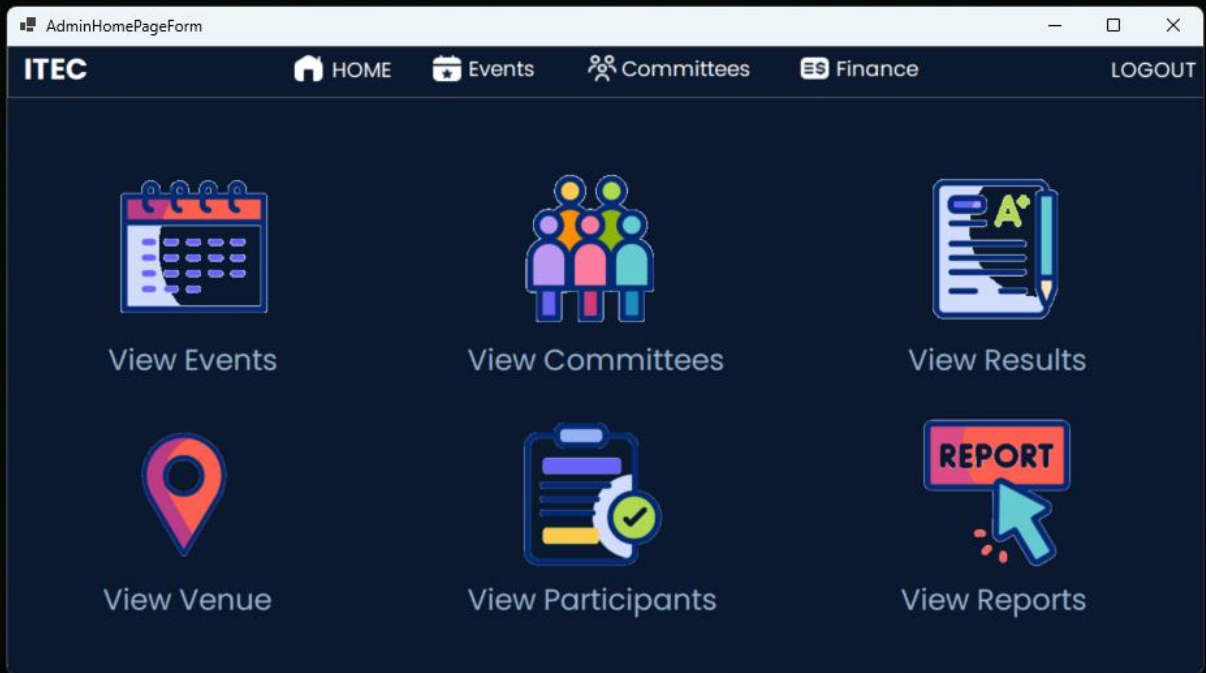 AdminHomePageForm
ITEC HOME Events Committees Finance LOGOUT
A+
View Events View Committees View Results
REPORT
View Venue View Participants View Reports